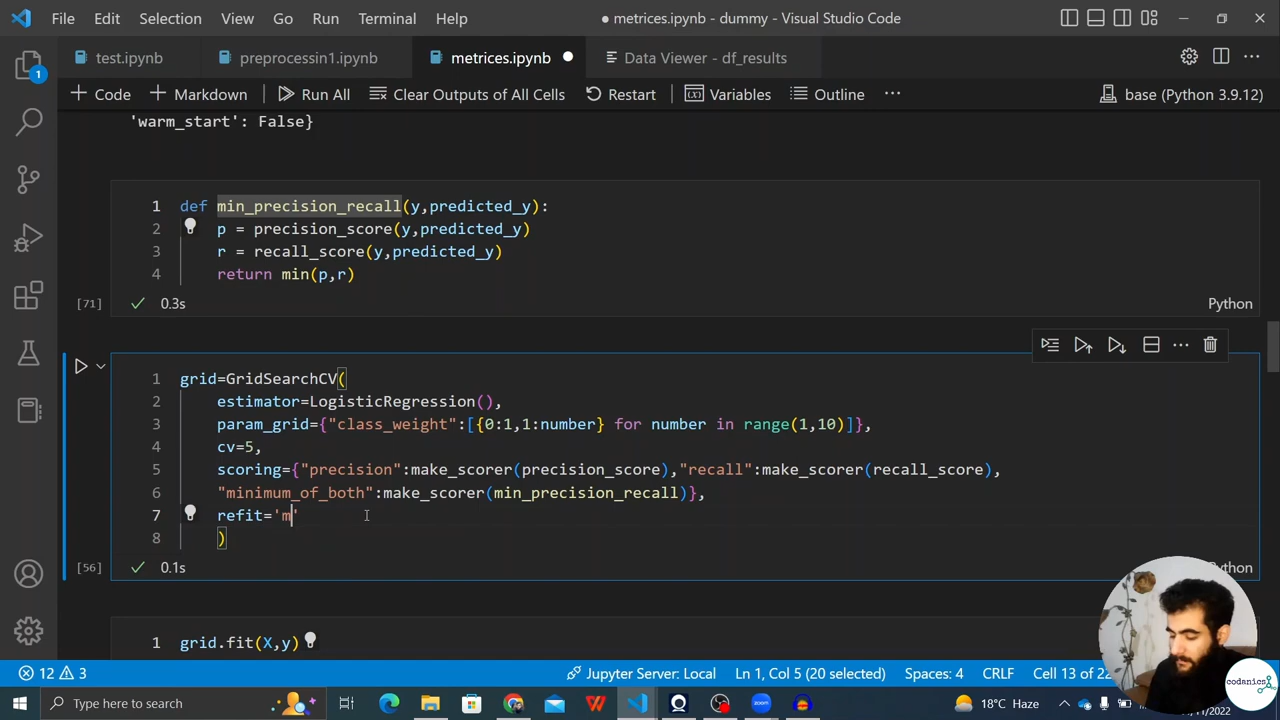 File Edit Selection View Go Run Terminal Help
● metrices.ipynb - dummy - Visual Studio Code
test.ipynb preprocessin1.ipynb metrices.ipynb Data Viewer - df_results
+ Code + Markdown Run All Clear Outputs of All Cells Restart Variables Outline ··· base (Python 3.9.12)
1
'warm_start': False}
1 def min_precision_recall(y,predicted_y):
2 p = precision_score(y,predicted_y)
3 r = recall_score(y,predicted_y)
4 return min(p,r)
[71] 0.3s Python
1 grid=GridSearchCV(
2 estimator=LogisticRegression(),
3 param_grid={"class_weight":[{0:1,1:number} for number in range(1,10)]},
4 cv=5,
5 scoring={"precision":make_scorer(precision_score),"recall":make_scorer(recall_score),
6 "minimum_of_both":make_scorer(min_precision_recall)},
7 refit='m'
8 )
[56] 0.1s
1 grid.fit(X,y)
12 3 Jupyter Server: Local Ln 1, Col 5 (20 selected) Spaces: 4 CRLF
Type here to search 18°C Haze
codanics